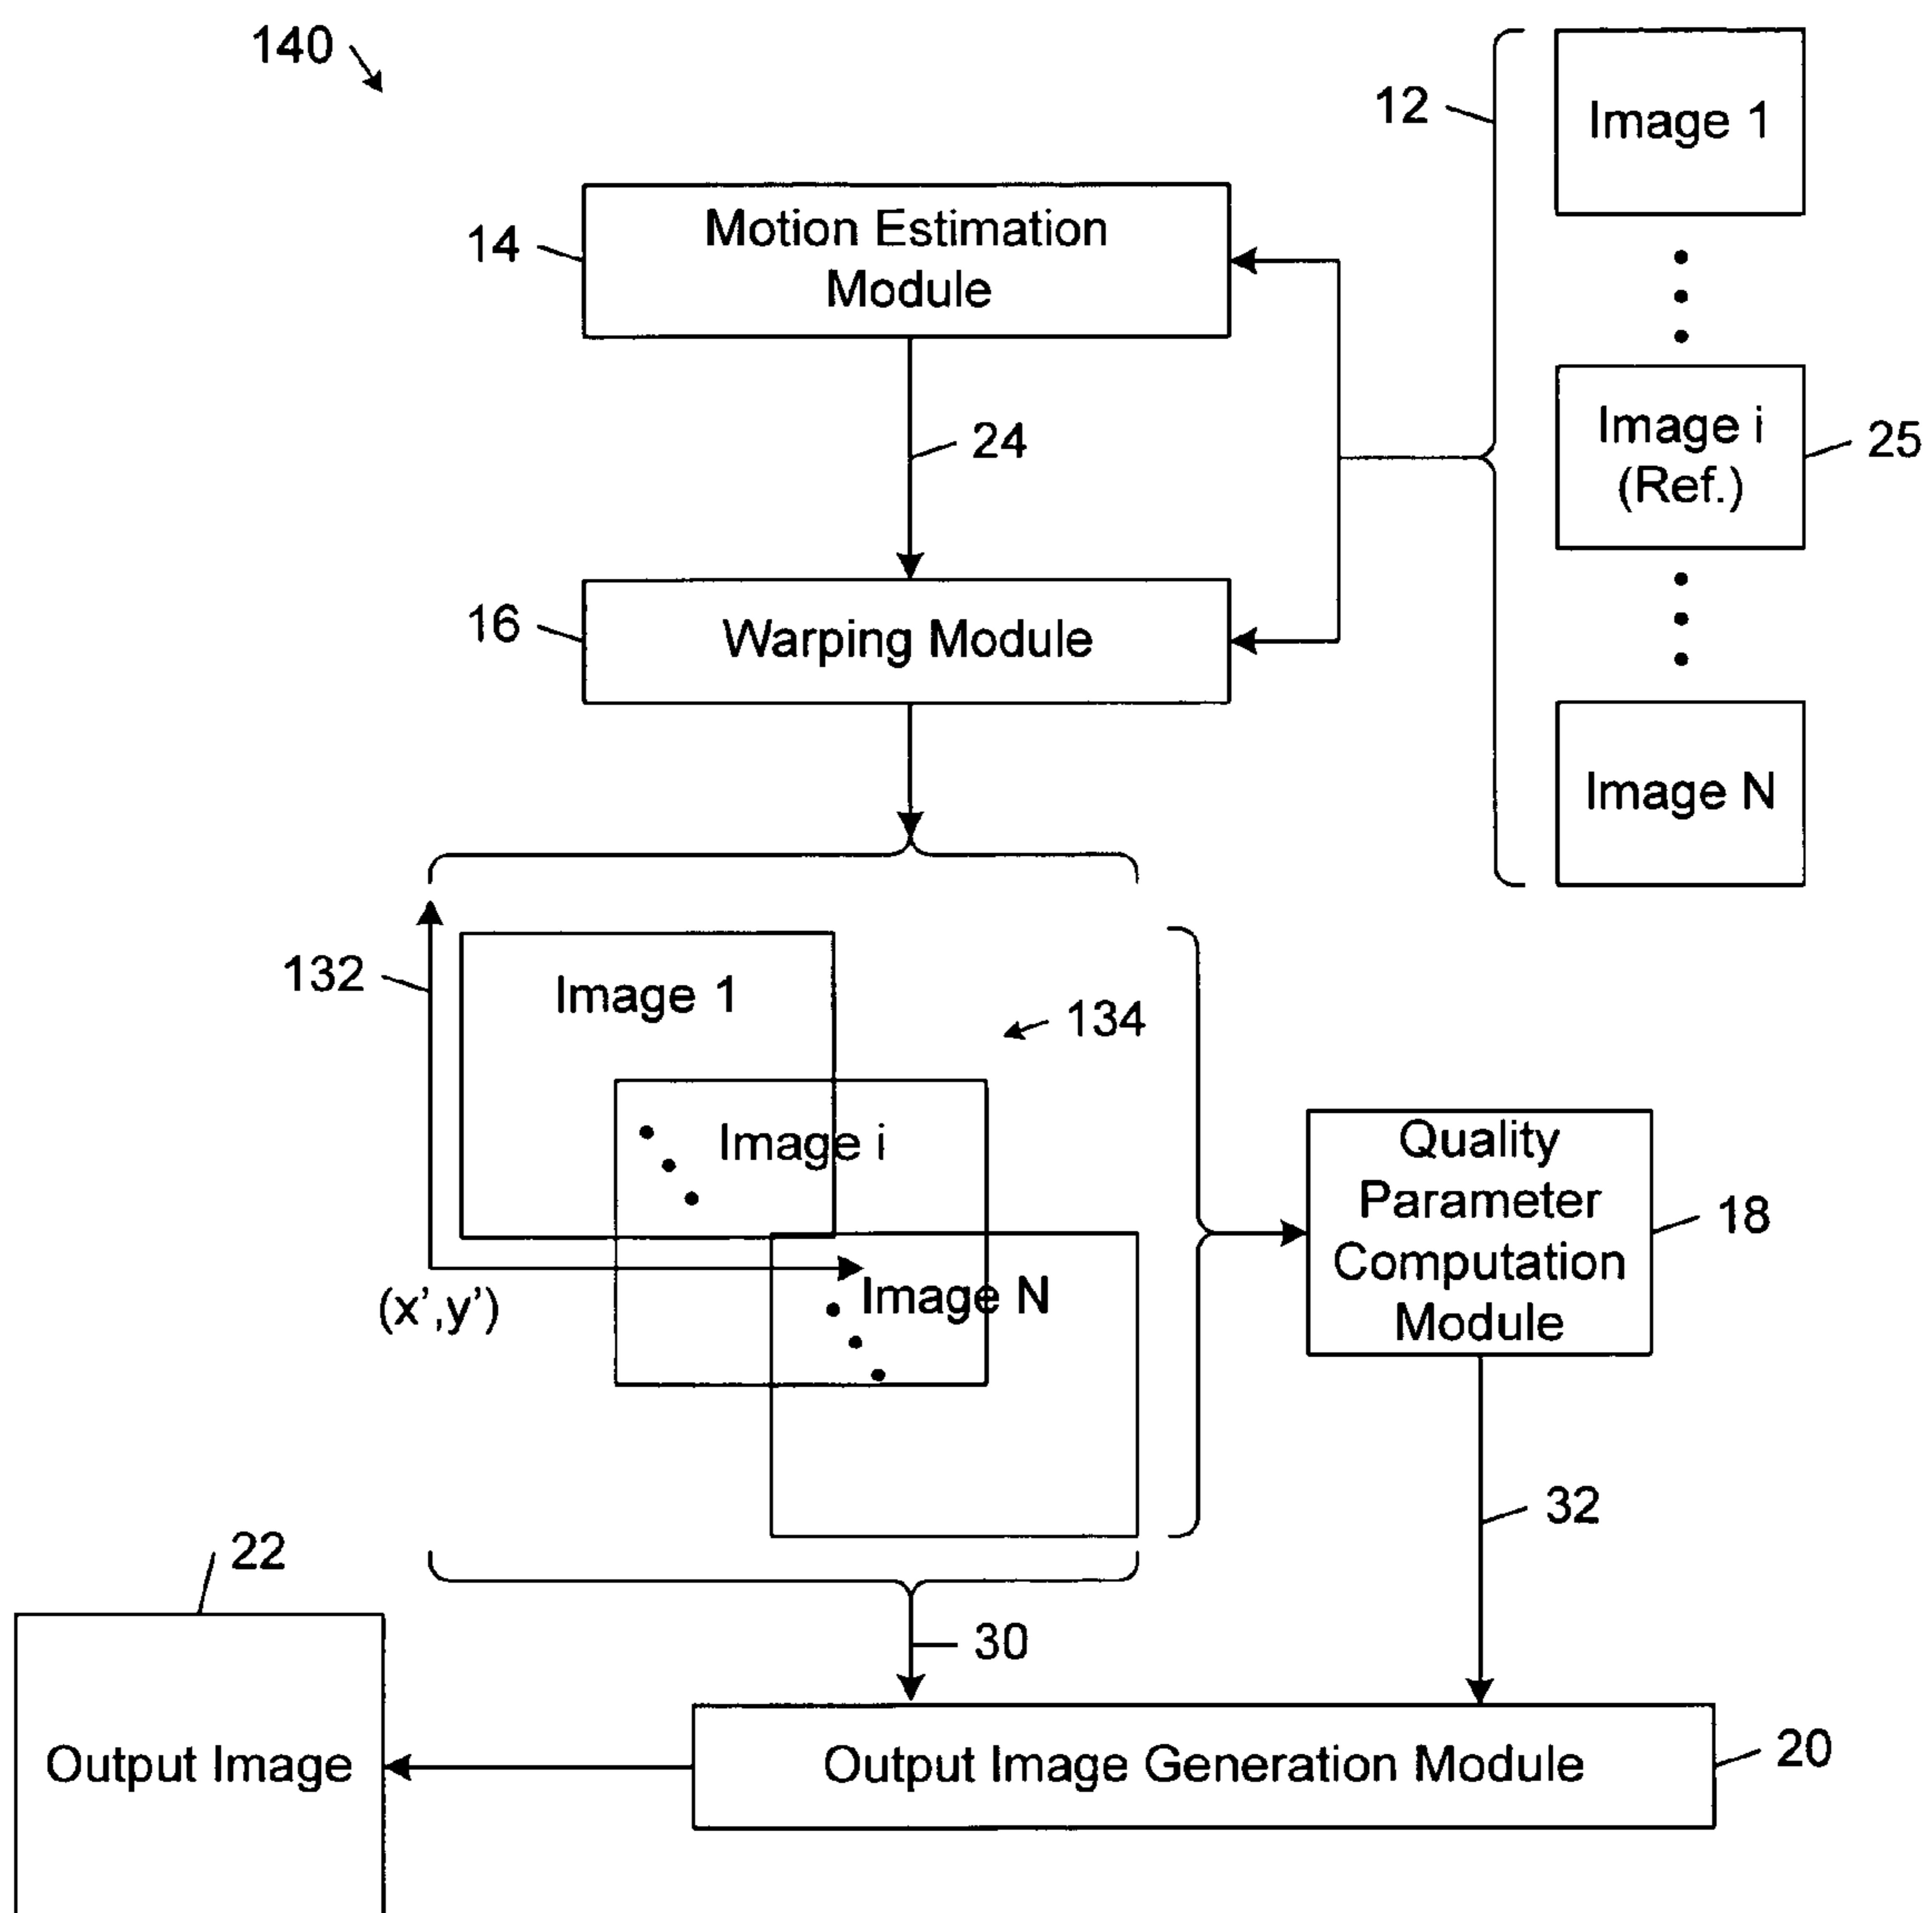 140
12
Image 1
14
Motion Estimation
Module
24
Image i
(Ref.)
25
16
Warping Module
Image N
132
Image 1
134
Image i
Quality
Parameter
Computation
Module
18
(x',y')
Image N
32
22
30
Output Image
Output Image Generation Module
20